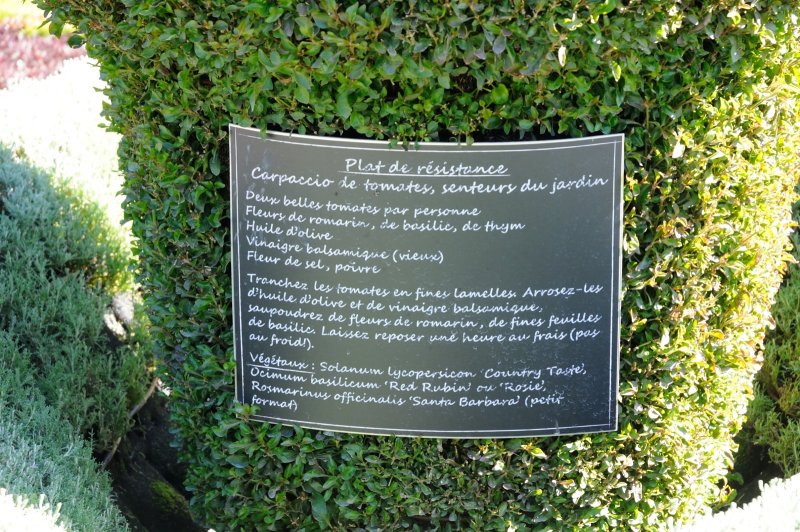 Plat de résistance
Carpaccio de tomates, senteurs du jardin
Deux belles tomates par personne
Fleurs de romarin, de basilic, de thym
Huile d'olive
Vinaigre balsamique (vieux)
Fleur de sel, poivre
Tranchez les tomates en fines lamelles. Arrosez-les
d'huile d'olive et de vinaigre balsamique,
saupoudrez de fleurs de romarin, de fines feuilles
de basilic. Laissez reposer une heure au frais (pas
au froid!).
Végétaux : Solanum lycopersicon 'Country Taste',
Ocimum basilicum 'Red Rubin' ou 'Rosie',
Rosmarinus officinalis 'Santa Barbara' (petit
format)